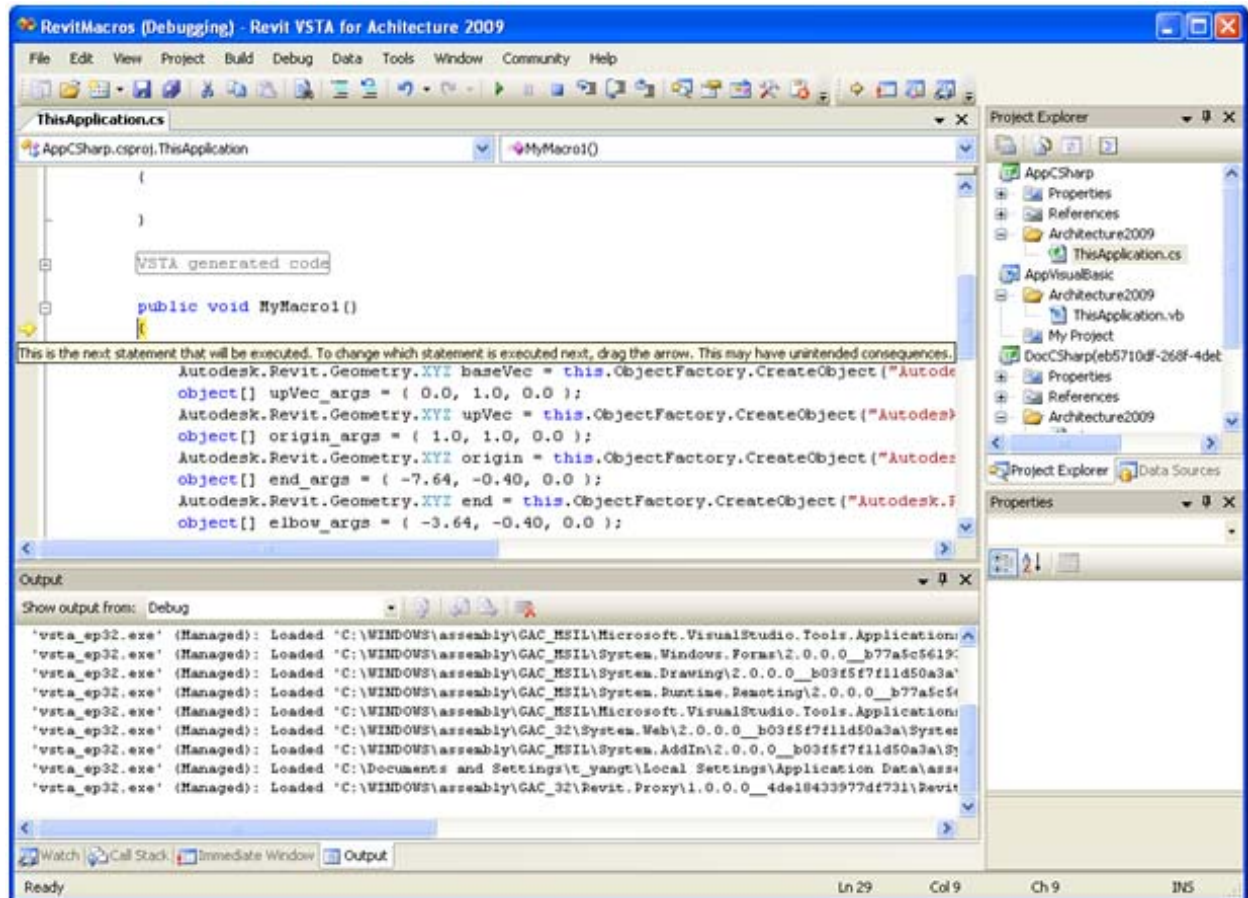 RevitMacros (Debugging) - Revit VSTA for Achitecture 2009
File Edit View Project Build Debug Data Tools Window Community Help
ThisApplication.cs
AppCSharp.csproj.ThisApplication
MyMacro1()
{
}
VSTA generated code
public void MyMacro1()
{
This is the next statement that will be executed. To change which statement is executed next, drag the arrow. This may have unintended consequences.
Autodesk.Revit.Geometry.XYZ baseVec = this.ObjectFactory.CreateObject("Autode
object[] upVec_args = { 0.0, 1.0, 0.0 };
Autodesk.Revit.Geometry.XYZ upVec = this.ObjectFactory.CreateObject("Autodesk
object[] origin_args = { 1.0, 1.0, 0.0 };
Autodesk.Revit.Geometry.XYZ origin = this.ObjectFactory.CreateObject("Autodes
object[] end_args = { -7.64, -0.40, 0.0 };
Autodesk.Revit.Geometry.XYZ end = this.ObjectFactory.CreateObject("Autodesk.R
object[] elbow_args = { -3.64, -0.40, 0.0 };
Project Explorer
AppCSharp
Properties
References
Architecture2009
ThisApplication.cs
AppVisualBasic
Architecture2009
ThisApplication.vb
My Project
DocCSharp(eb5710df-268f-4deb
Properties
References
Architecture2009
Project Explorer Data Sources
Properties
Output
Show output from: Debug
'vsta_ep32.exe' (Managed): Loaded 'C:\WINDOWS\assembly\GAC_MSIL\Microsoft.VisualStudio.Tools.Application
'vsta_ep32.exe' (Managed): Loaded 'C:\WINDOWS\assembly\GAC_MSIL\System.Windows.Forms\2.0.0.0__b77a5c5619
'vsta_ep32.exe' (Managed): Loaded 'C:\WINDOWS\assembly\GAC_MSIL\System.Drawing\2.0.0.0__b03f5f7f11d50a3a
'vsta_ep32.exe' (Managed): Loaded 'C:\WINDOWS\assembly\GAC_MSIL\System.Runtime.Remoting\2.0.0.0__b77a5c5
'vsta_ep32.exe' (Managed): Loaded 'C:\WINDOWS\assembly\GAC_MSIL\Microsoft.VisualStudio.Tools.Application
'vsta_ep32.exe' (Managed): Loaded 'C:\WINDOWS\assembly\GAC_32\System.Web\2.0.0.0__b03f5f7f11d50a3a\System
'vsta_ep32.exe' (Managed): Loaded 'C:\WINDOWS\assembly\GAC_MSIL\System.AddIn\2.0.0.0__b03f5f7f11d50a3a\Sy
'vsta_ep32.exe' (Managed): Loaded 'C:\Documents and Settings\t_yangt\Local Settings\Application Data\asse
'vsta_ep32.exe' (Managed): Loaded 'C:\WINDOWS\assembly\GAC_32\Revit.Proxy\1.0.0.0__4de18433977df731\Revit
Watch Call Stack Immediate Window Output
Ready Ln 29 Col 9 Ch 9 INS